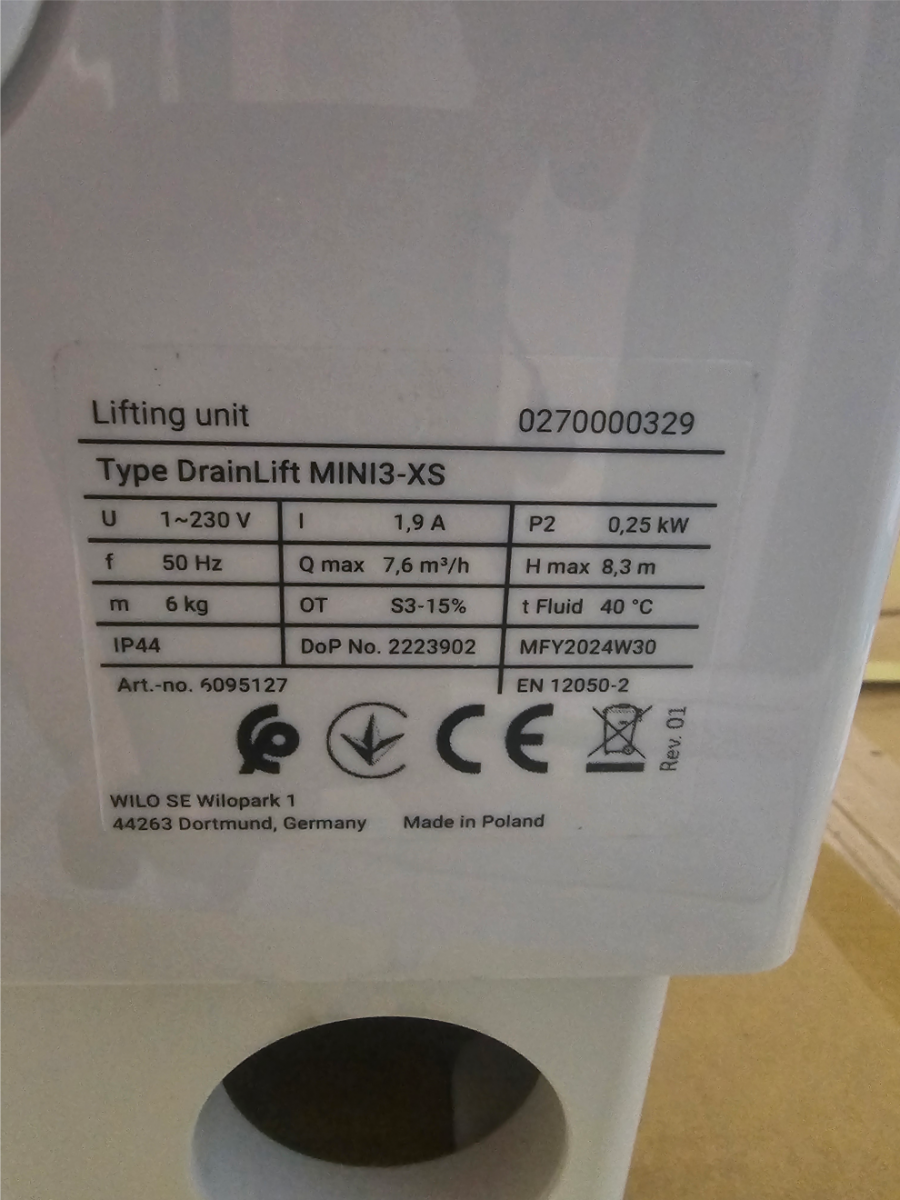 Lifting unit 0270000329
Type DrainLift MINI3-XS
U 1~230 V I 1,9 A P2 0,25 kW
f 50 Hz Q max 7,6 m³/h H max 8,3 m
m 6 kg OT S3-15% t Fluid 40 °C
IP44 DoP No. 2223902 MFY2024W30
Art.-no. 6095127 EN 12050-2
CE
Rev. 01
WILO SE Wilopark 1
44263 Dortmund, Germany Made in Poland